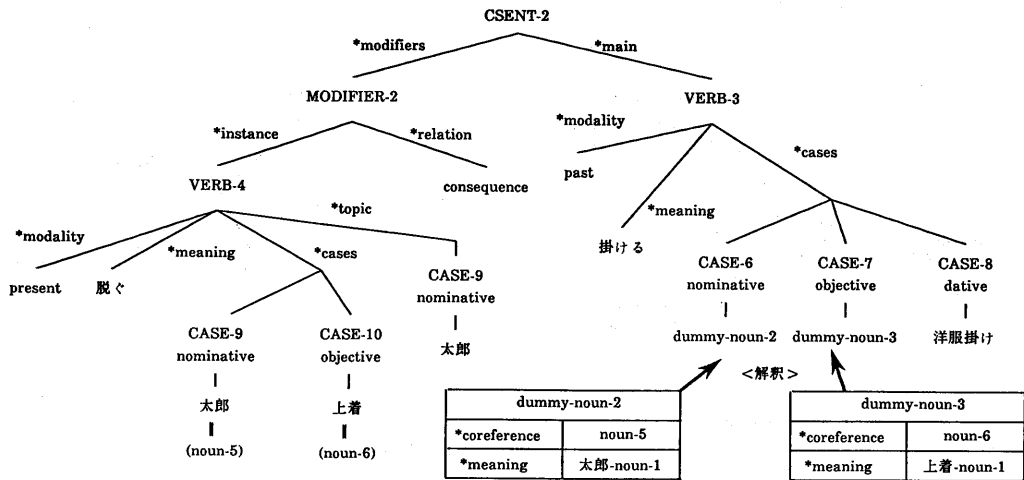 CSENT-2
*modifiers
*main
MODIFIER-2
VERB-3
*instance
*relation
*modality
*cases
VERB-4
consequence
past
*topic
*meaning
掛ける
*modality
*meaning
*cases
present
脱ぐ
CASE-9
nominative
太郎
CASE-6
nominative
CASE-7
objective
CASE-8
dative
CASE-9
nominative
CASE-10
objective
dummy-noun-2
dummy-noun-3
洋服掛け
<解釈>
太郎
上着
(noun-5)
(noun-6)
dummy-noun-2
*coreference noun-5
*meaning 太郎-noun-1
dummy-noun-3
*coreference noun-6
*meaning 上着-noun-1